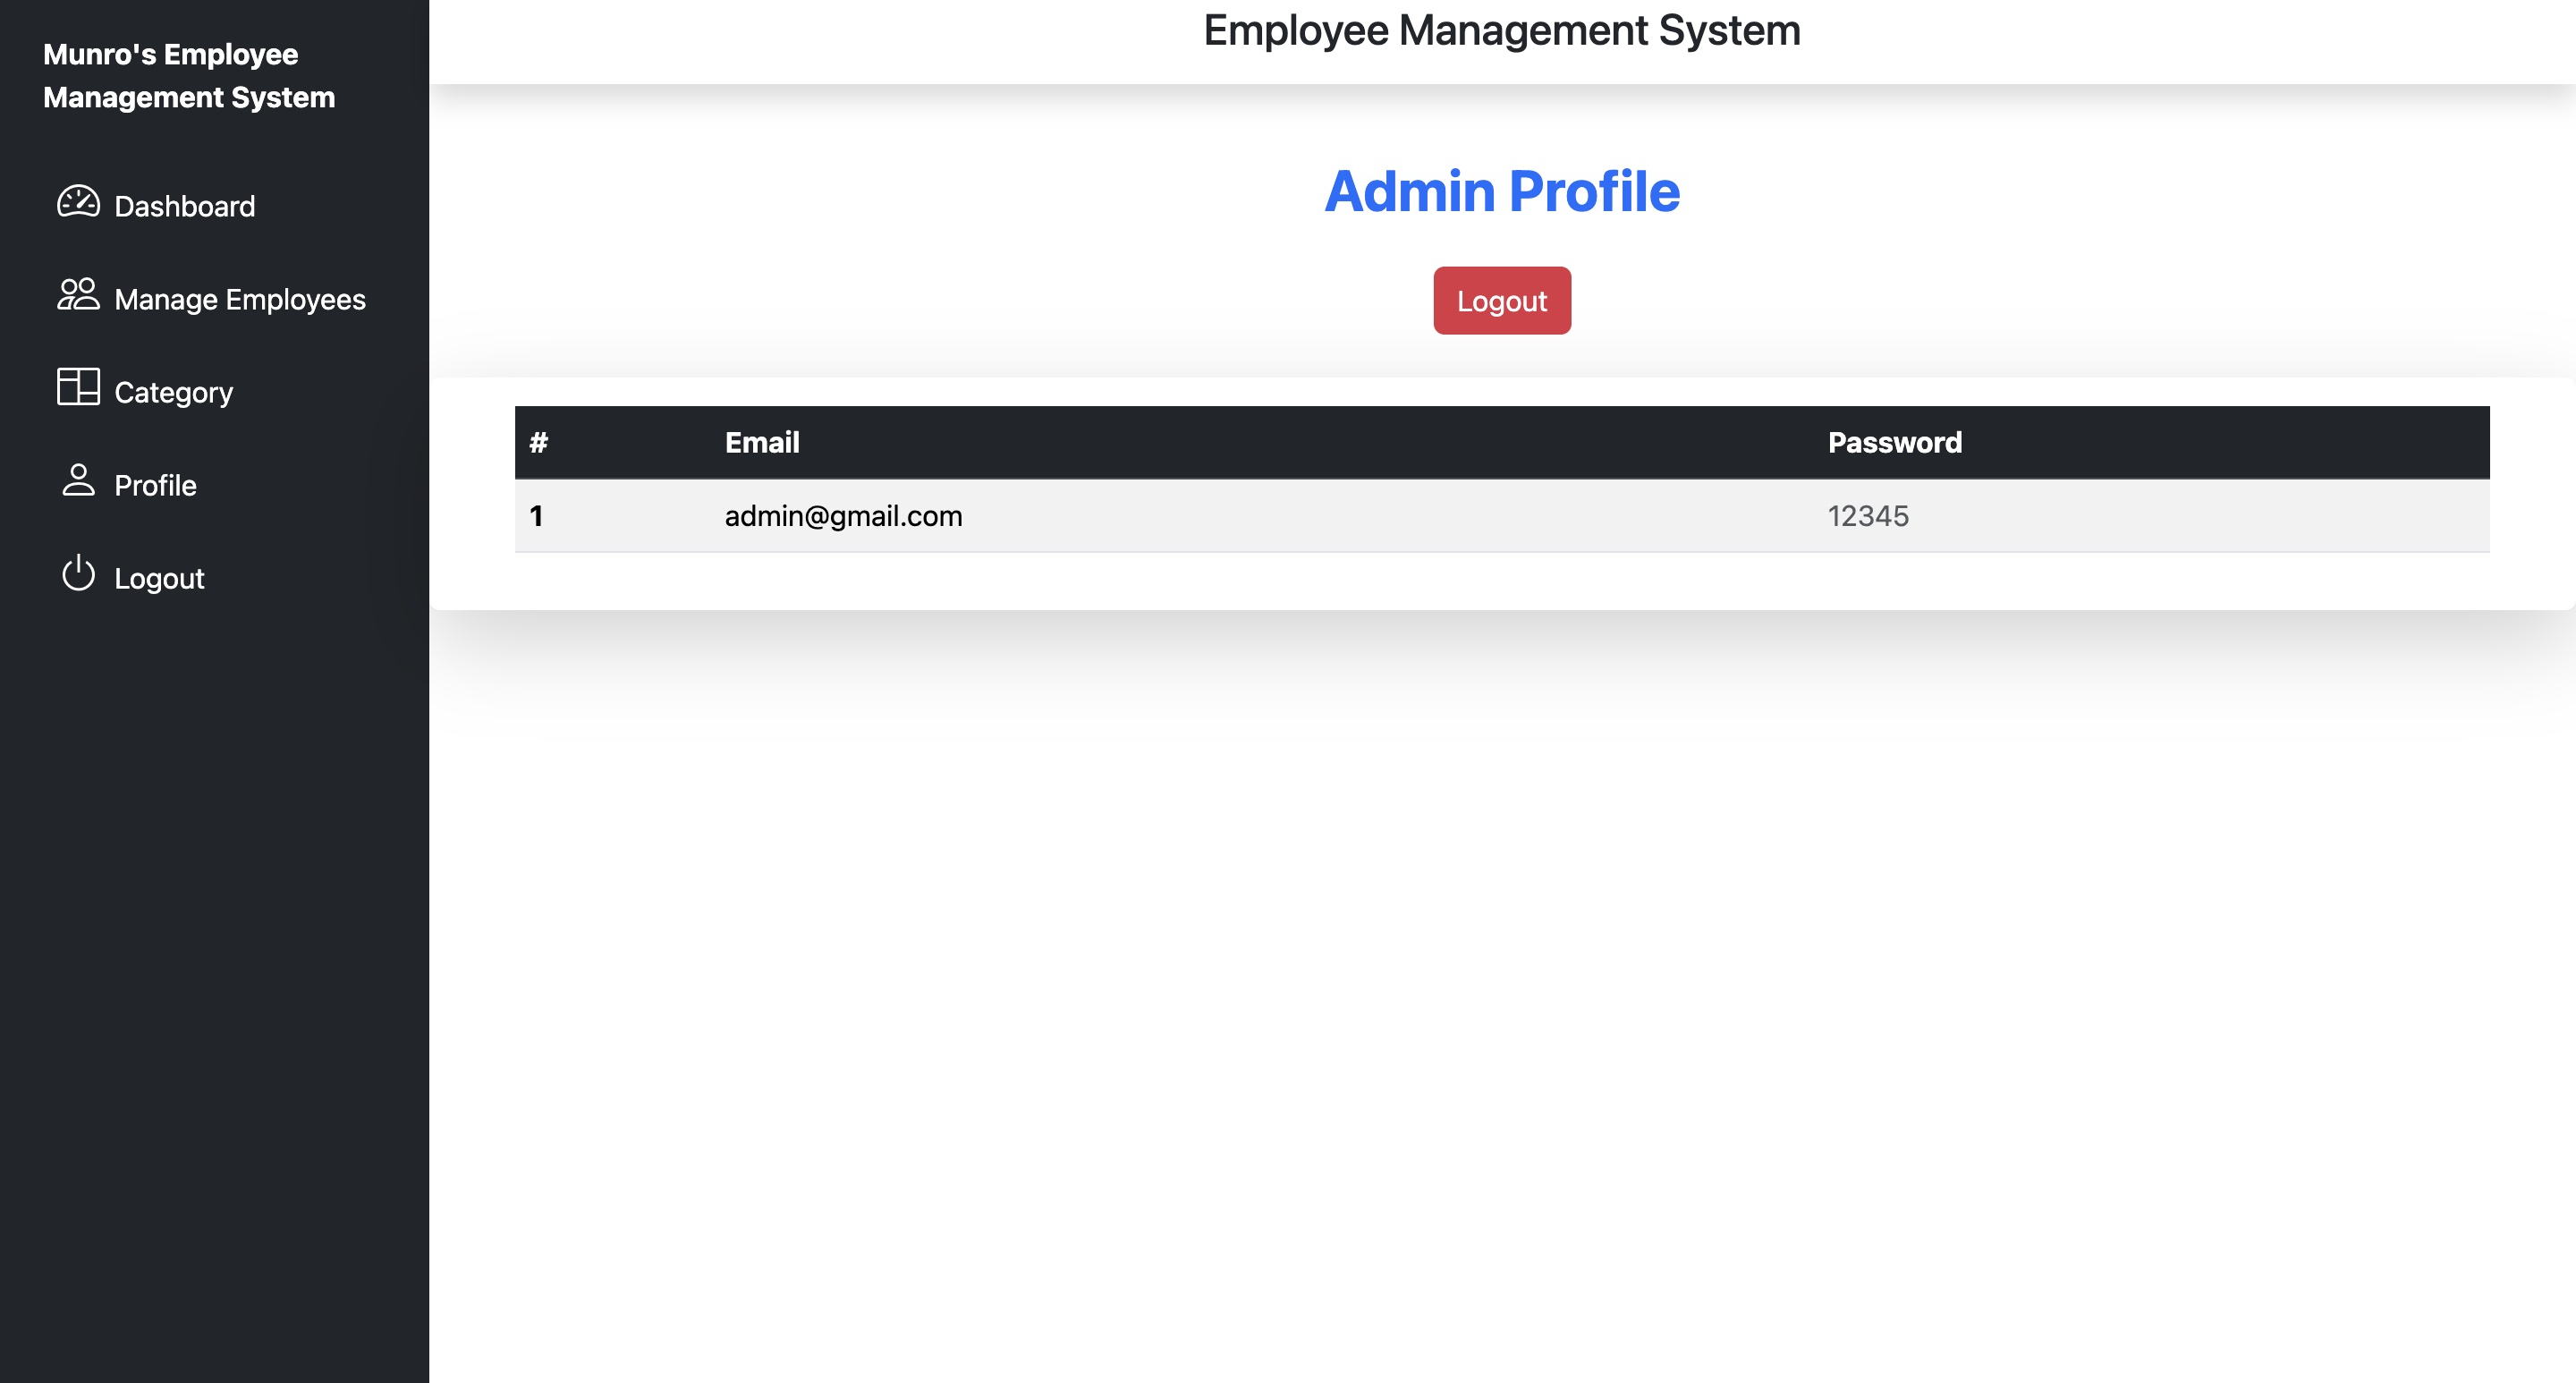 Munro's Employee
Management System
Dashboard
Manage Employees
Category
Profile
Logout
Employee Management System
Admin Profile
Logout
# Email Password
1 admin@gmail.com 12345